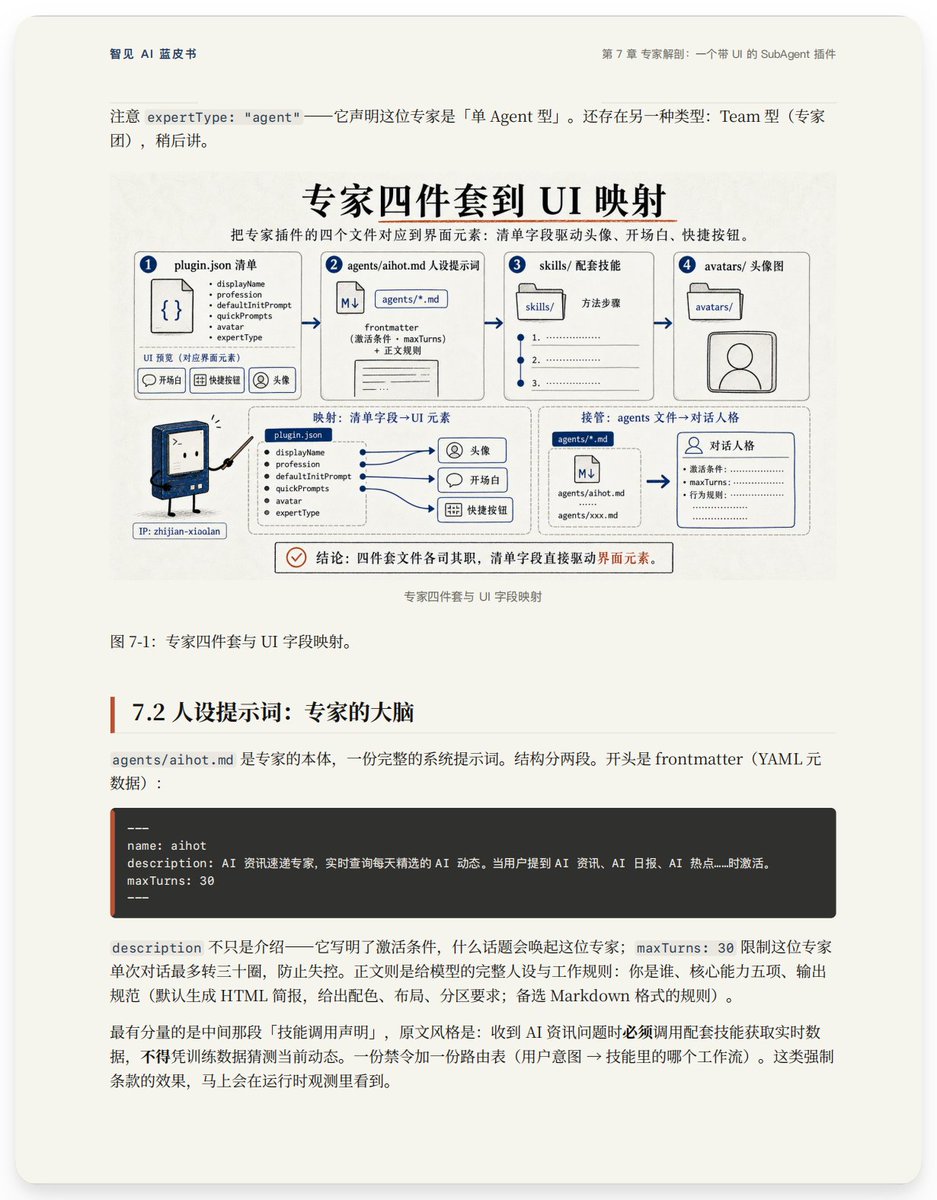 智见 AI 蓝皮书
第 7 章 专家解剖：一个带 UI 的 SubAgent 插件
注意 expertType: "agent"——它声明这位专家是「单 Agent 型」。还存在另一种类型：Team 型（专家
团），稍后讲。
专家四件套到 UI 映射
把专家插件的四个文件对应到界面元素：清单字段驱动头像、开场白、快捷按钮。
1 plugin.json 清单
{ }
• displayName
• profession
• defaultInitPrompt
• quickPrompts
• avatar
• expertType
UI 预览（对应界面元素）
开场白
快捷按钮
头像
2 agents/aihot.md 人设提示词
M↓
agents/*.md
frontmatter
(激活条件 · maxTurns)
+ 正文规则
3 skills/ 配套技能
skills/
方法步骤
1. ··················
2. ··················
3. ··················
4 avatars/ 头像图
avatars/
>_
IP: zhijian-xiaolan
映射：清单字段→UI 元素
plugin.json
● displayName
● profession
● defaultInitPrompt
● quickPrompts
● avatar
● expertType
头像
开场白
快捷按钮
接管：agents 文件→对话人格
agents/*.md
M↓
agents/aihot.md
······
agents/xxx.md
对话人格
• 激活条件: ··············
• maxTurns: ··············
• 行为规则: ··············
结论：四件套文件各司其职，清单字段直接驱动界面元素。
专家四件套与 UI 字段映射
图 7-1：专家四件套与 UI 字段映射。
7.2 人设提示词：专家的大脑
agents/aihot.md 是专家的本体，一份完整的系统提示词。结构分两段。开头是 frontmatter（YAML 元
数据）：
---
name: aihot
description: AI 资讯速递专家，实时查询每天精选的 AI 动态。当用户提到 AI 资讯、AI 日报、AI 热点……时激活。
maxTurns: 30
---
description 不只是介绍——它写明了激活条件，什么话题会唤起这位专家；maxTurns: 30 限制这位专家
单次对话最多转三十圈，防止失控。正文则是给模型的完整人设与工作规则：你是谁、核心能力五项、输出
规范（默认生成 HTML 简报，给出配色、布局、分区要求；备选 Markdown 格式的规则）。
最有分量的是中间那段「技能调用声明」，原文风格是：收到 AI 资讯问题时必须调用配套技能获取实时数
据，不得凭训练数据猜测当前动态。一份禁令加一份路由表（用户意图 → 技能里的哪个工作流）。这类强制
条款的效果，马上会在运行时观测里看到。